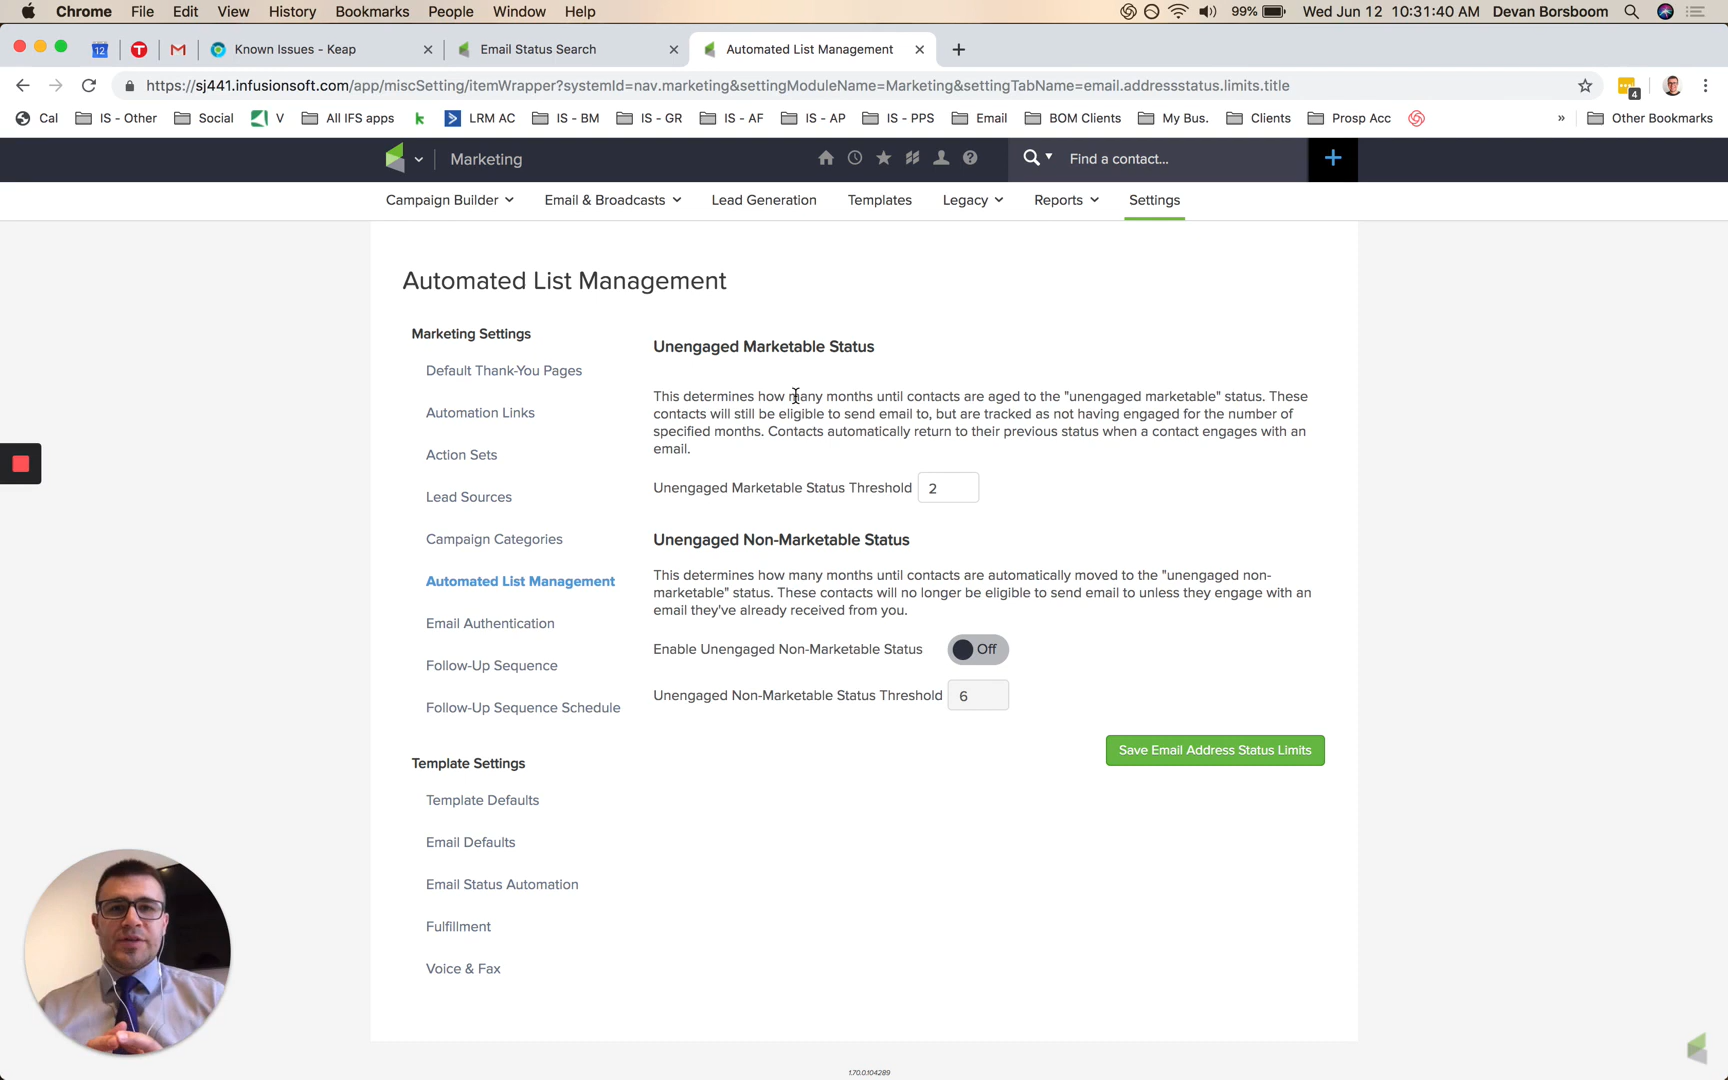 Chrome File Edit View History Bookmarks People Window Help 99% Wed Jun 12 10:31:40 AM Devan Borsboom
12 Known Issues - Keap Email Status Search Automated List Management
https://sj441.infusionsoft.com/app/miscSetting/itemWrapper?systemId=nav.marketing&settingModuleName=Marketing&settingTabName=email.addressstatus.limits.title 4
Cal IS - Other Social V All IFS apps k LRM AC IS - BM IS - GR IS - AF IS - AP IS - PPS Email BOM Clients My Bus. Clients Prosp Acc » Other Bookmarks
Marketing Find a contact...
Campaign Builder Email & Broadcasts Lead Generation Templates Legacy Reports Settings
Automated List Management
Marketing Settings
Default Thank-You Pages
Automation Links
Action Sets
Lead Sources
Campaign Categories
Automated List Management
Email Authentication
Follow-Up Sequence
Follow-Up Sequence Schedule
Template Settings
Template Defaults
Email Defaults
Email Status Automation
Fulfillment
Voice & Fax
Unengaged Marketable Status
This determines how many months until contacts are aged to the "unengaged marketable" status. These
contacts will still be eligible to send email to, but are tracked as not having engaged for the number of
specified months. Contacts automatically return to their previous status when a contact engages with an
email.
Unengaged Marketable Status Threshold 2
Unengaged Non-Marketable Status
This determines how many months until contacts are automatically moved to the "unengaged non-
marketable" status. These contacts will no longer be eligible to send email to unless they engage with an
email they've already received from you.
Enable Unengaged Non-Marketable Status Off
Unengaged Non-Marketable Status Threshold 6
Save Email Address Status Limits
1.70.0.104289